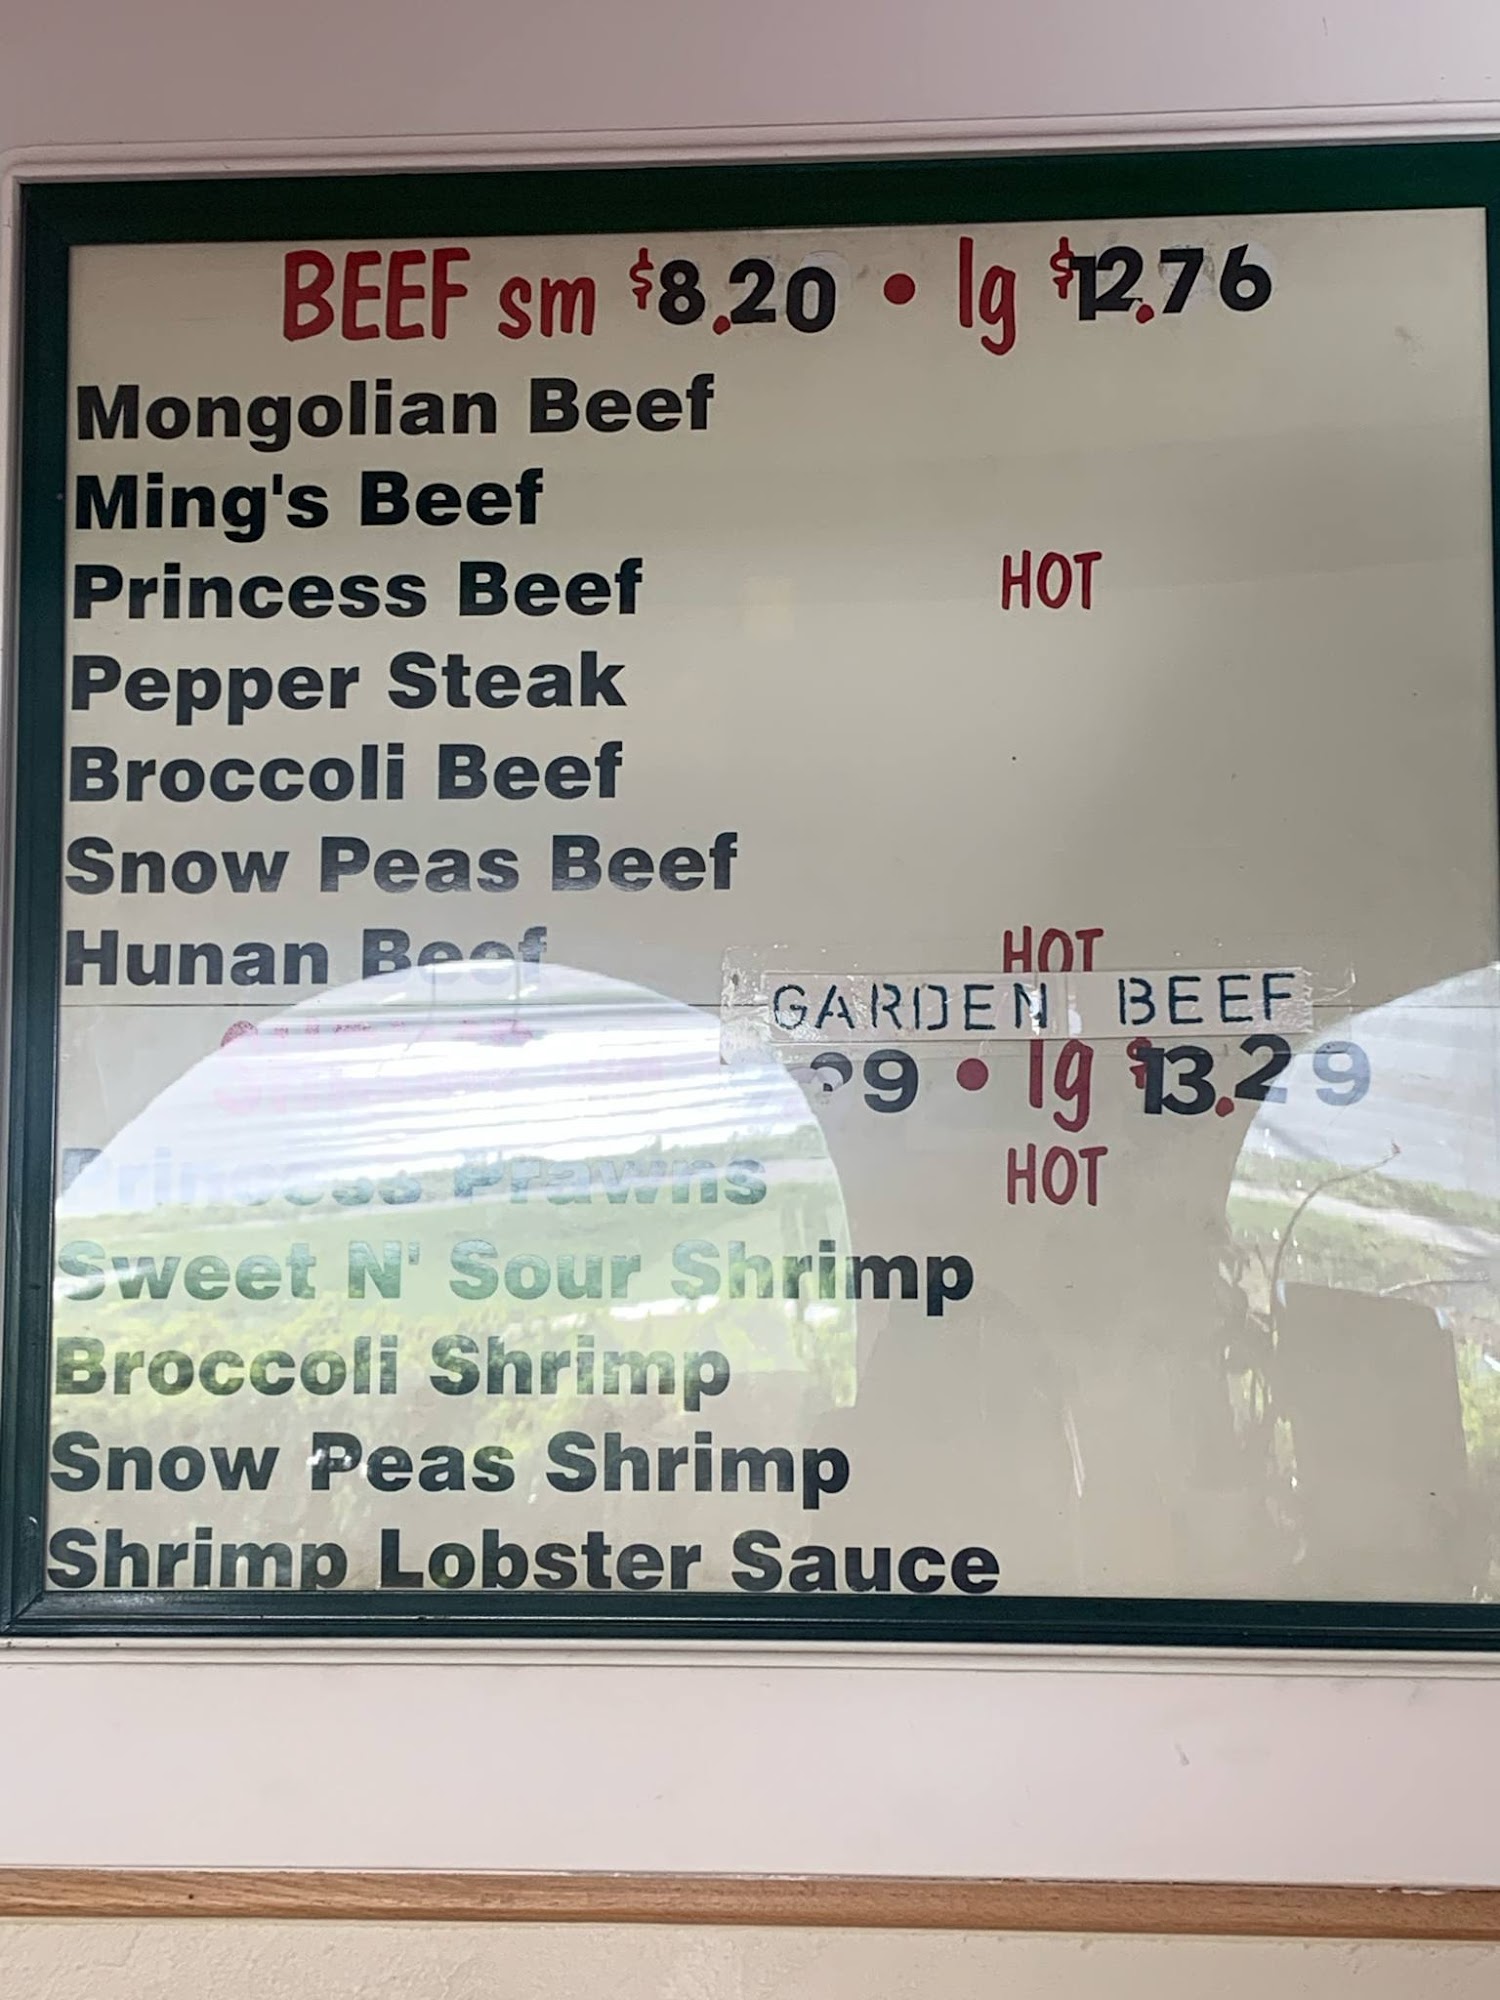 BEEF sm $8.20 • lg $12.76
Mongolian Beef
Ming's Beef
Princess Beef HOT
Pepper Steak
Broccoli Beef
Snow Peas Beef
Hunan Beef HOT
GARDEN BEEF
lg $13.29
Princess Prawns HOT
Sweet N' Sour Shrimp
Broccoli Shrimp
Snow Peas Shrimp
Shrimp Lobster Sauce